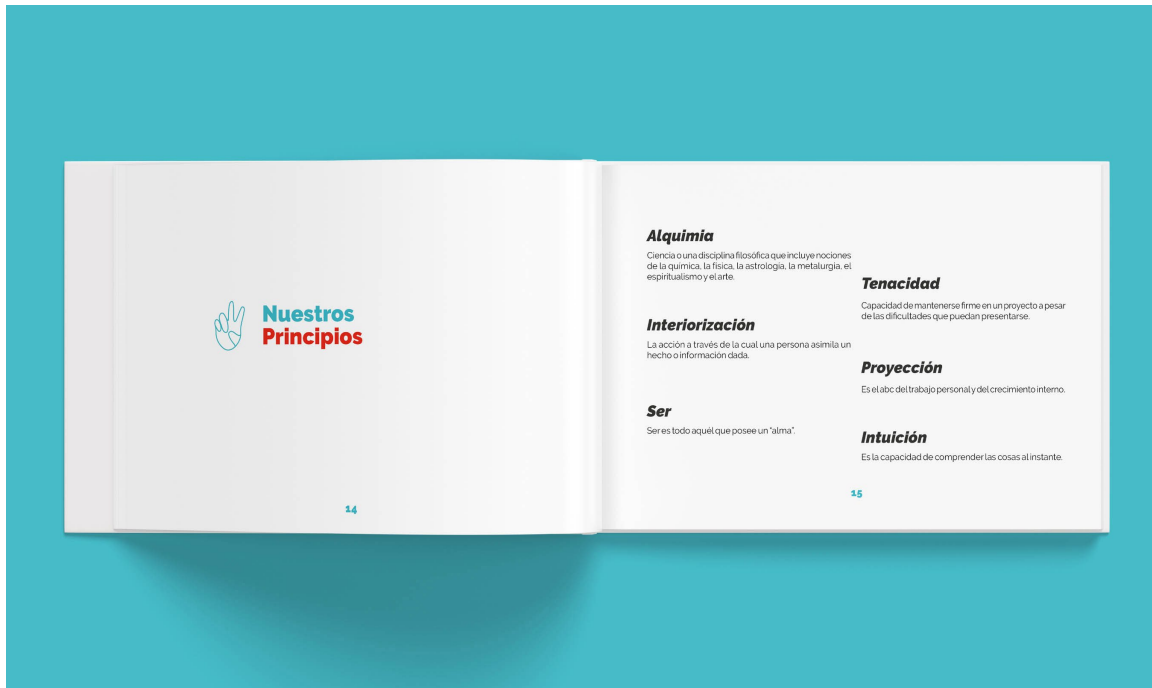 Nuestros
Principios
14
Alquimia
Ciencia o una disciplina filosófica que incluye nociones
de la química, la física, la astrología, la metalurgia, el
espiritualismo y el arte.
Interiorización
La acción a través de la cual una persona asimila un
hecho o información dada.
Ser
Ser es todo aquél que posee un "alma".
Tenacidad
Capacidad de mantenerse firme en un proyecto a pesar
de las dificultades que puedan presentarse.
Proyección
Es el abc del trabajo personal y del crecimiento interno.
Intuición
Es la capacidad de comprender las cosas al instante.
15